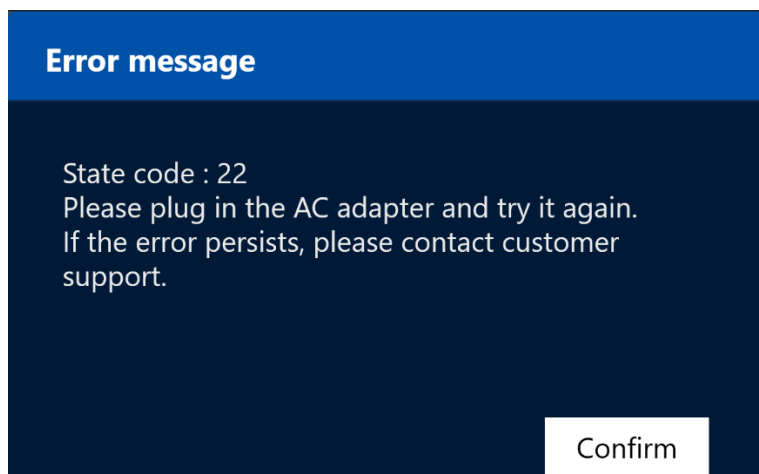 Error message
State code : 22
Please plug in the AC adapter and try it again.
If the error persists, please contact customer
support.
Confirm